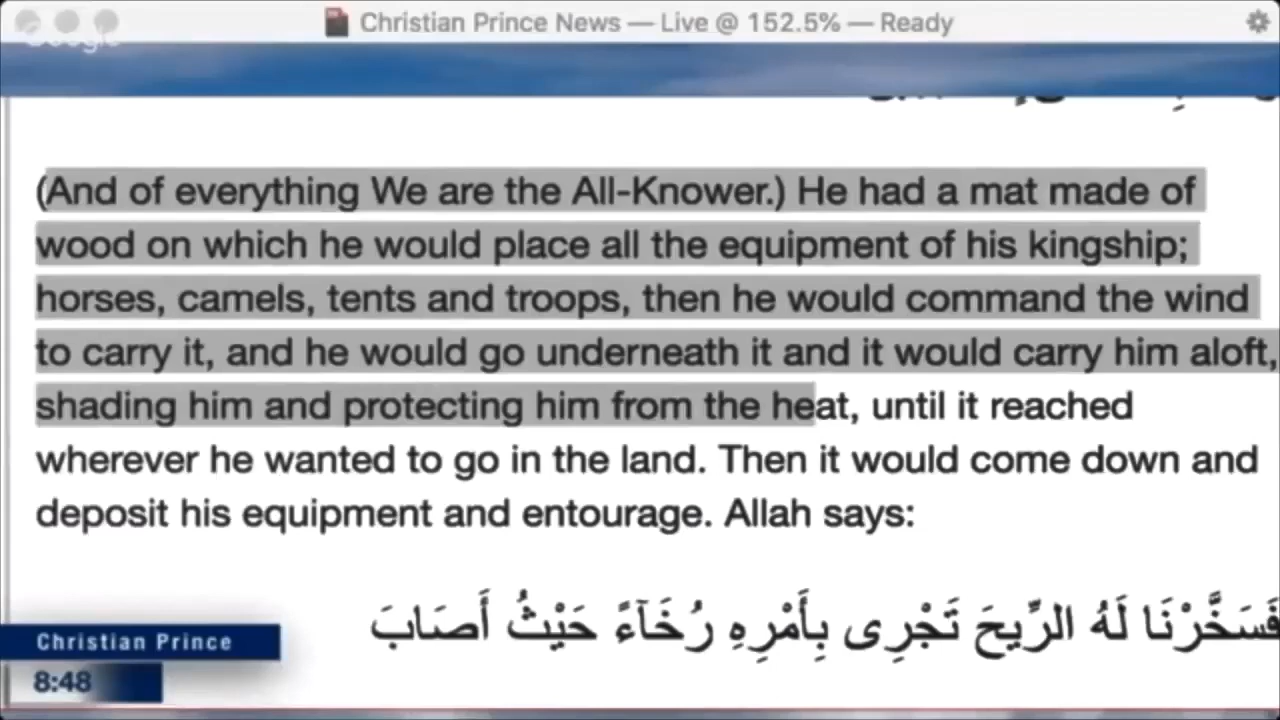 Christian Prince News — Live @ 152.5% — Ready
Google
(And of everything We are the All-Knower.) He had a mat made of
wood on which he would place all the equipment of his kingship;
horses, camels, tents and troops, then he would command the wind
to carry it, and he would go underneath it and it would carry him aloft,
shading him and protecting him from the heat, until it reached
wherever he wanted to go in the land. Then it would come down and
deposit his equipment and entourage. Allah says:
فَسَخَّرْنَا لَهُ الرِّيحَ تَجْرِى بِأَمْرِهِ رُخَآءً حَيْثُ أَصَابَ
Christian Prince
8:48